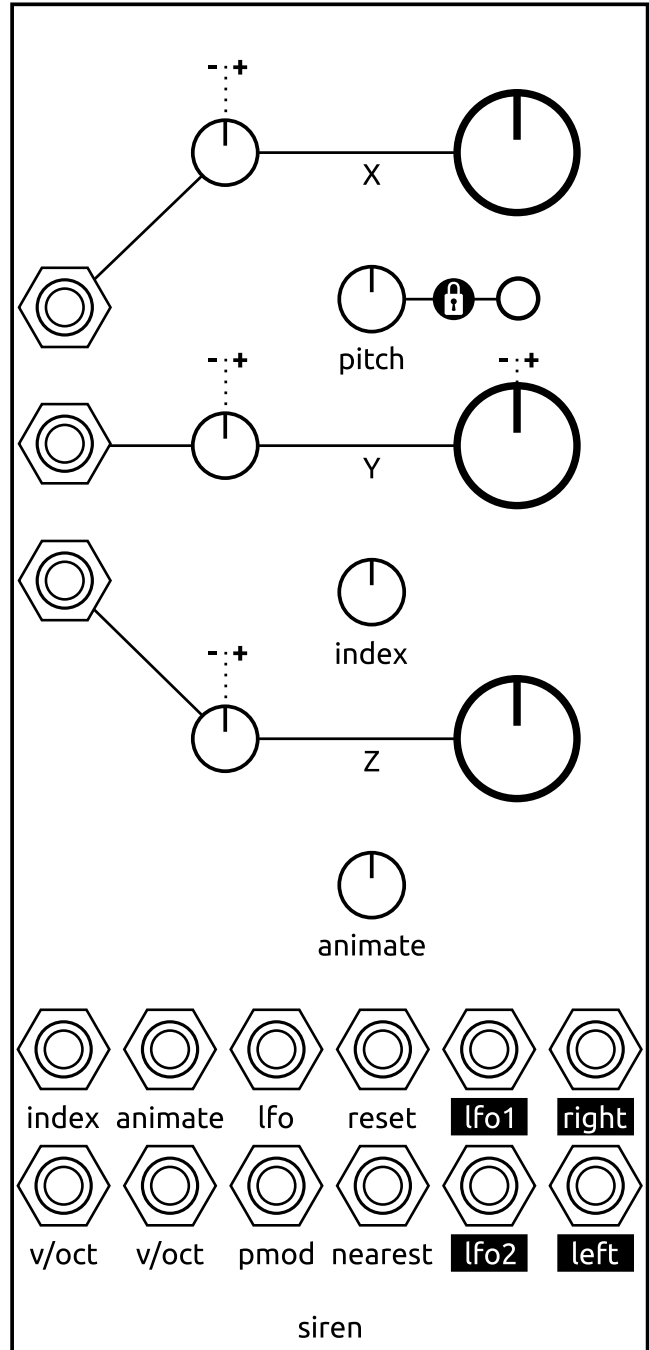 - +
X
pitch
- + - +
Y
index
- +
Z
animate
index animate lfo reset lfo1 right
v/oct v/oct pmod nearest lfo2 left
siren